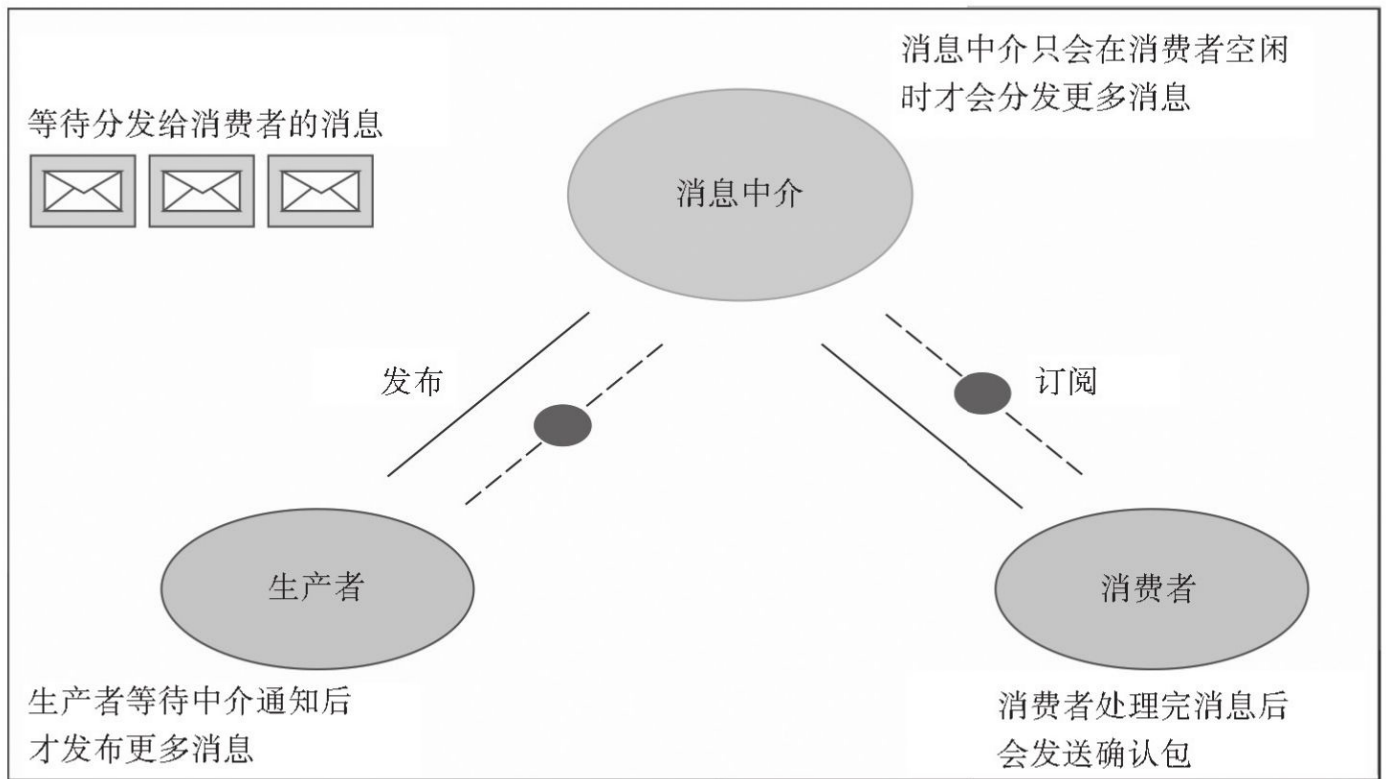 消息中介只会在消费者空闲
时才会分发更多消息
等待分发给消费者的消息
消息中介
发布
订阅
生产者
消费者
生产者等待中介通知后
才发布更多消息
消费者处理完消息后
会发送确认包